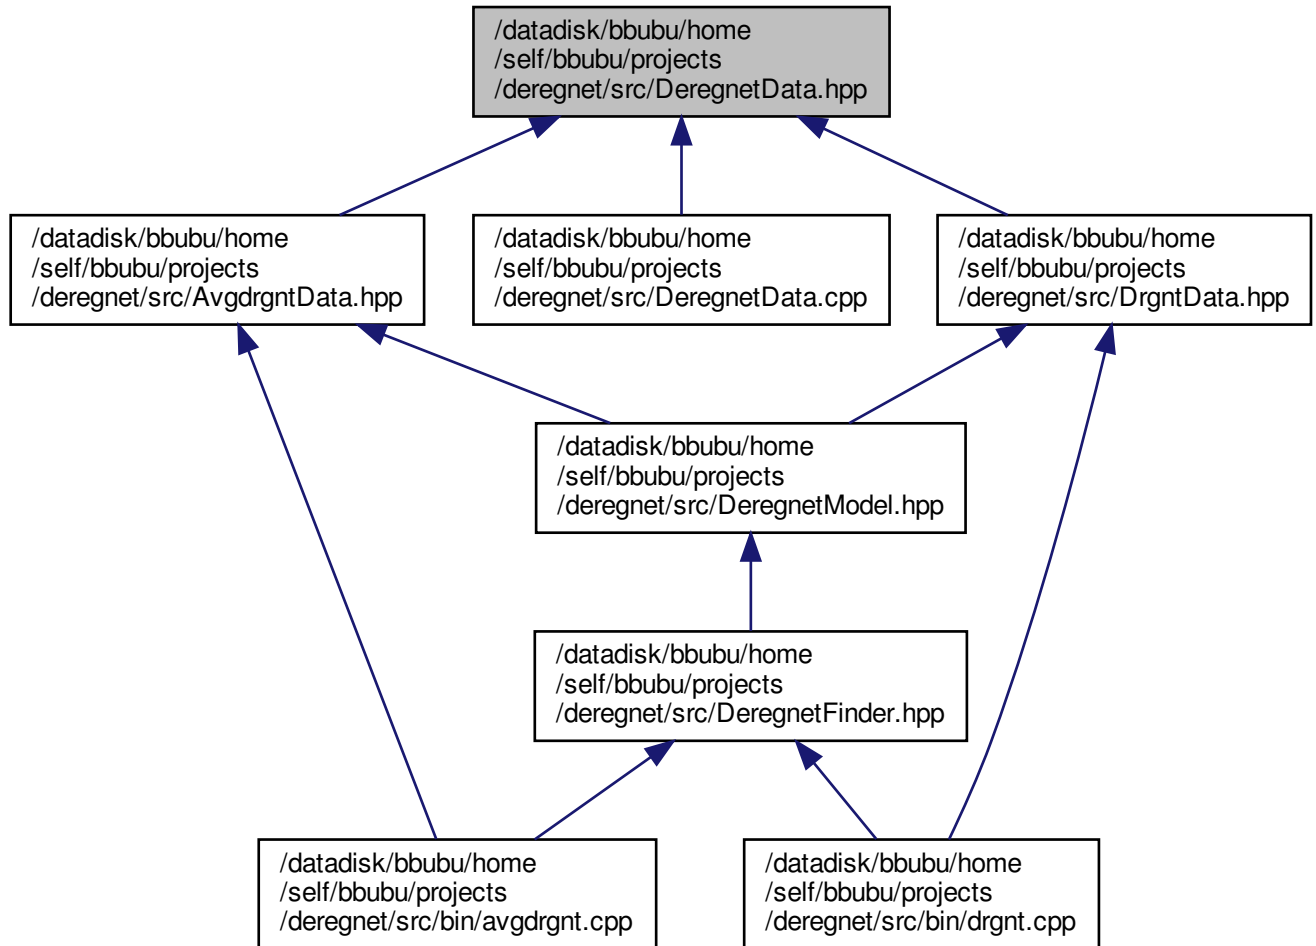 /datadisk/bbubu/home
/self/bbubu/projects
/deregnet/src/DeregnetData.hpp
/datadisk/bbubu/home
/self/bbubu/projects
/deregnet/src/AvgdrgntData.hpp
/datadisk/bbubu/home
/self/bbubu/projects
/deregnet/src/DeregnetData.cpp
/datadisk/bbubu/home
/self/bbubu/projects
/deregnet/src/DrgntData.hpp
/datadisk/bbubu/home
/self/bbubu/projects
/deregnet/src/DeregnetModel.hpp
/datadisk/bbubu/home
/self/bbubu/projects
/deregnet/src/DeregnetFinder.hpp
/datadisk/bbubu/home
/self/bbubu/projects
/deregnet/src/bin/avgdrgnt.cpp
/datadisk/bbubu/home
/self/bbubu/projects
/deregnet/src/bin/drgnt.cpp